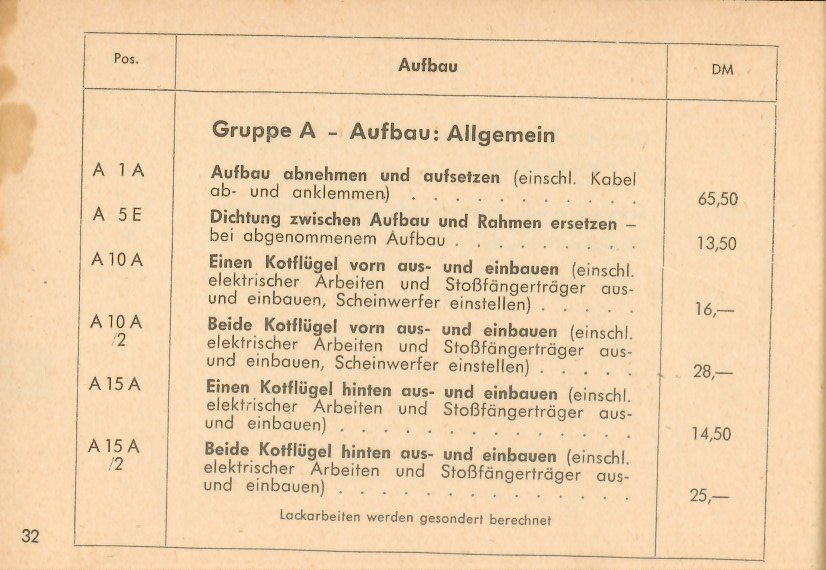 Pos. Aufbau DM
Gruppe A – Aufbau: Allgemein
A 1 A Aufbau abnehmen und aufsetzen (einschl. Kabel
ab- und anklemmen) . . . . . . . . . . . 65,50
A 5 E Dichtung zwischen Aufbau und Rahmen ersetzen –
bei abgenommenem Aufbau . . . . . . . . . 13,50
A 10 A Einen Kotflügel vorn aus- und einbauen (einschl.
elektrischer Arbeiten und Stoßfängerträger aus-
und einbauen, Scheinwerfer einstellen) . . . . . 16,—
A 10 A Beide Kotflügel vorn aus- und einbauen (einschl.
/2 elektrischer Arbeiten und Stoßfängerträger aus-
und einbauen, Scheinwerfer einstellen) . . . . . 28,—
A 15 A Einen Kotflügel hinten aus- und einbauen (einschl.
elektrischer Arbeiten und Stoßfängerträger aus-
und einbauen) . . . . . . . . . . . . . . 14,50
A 15 A Beide Kotflügel hinten aus- und einbauen (einschl.
/2 elektrischer Arbeiten und Stoßfängerträger aus-
und einbauen) . . . . . . . . . . . . . . 25,—
Lackarbeiten werden gesondert berechnet
32